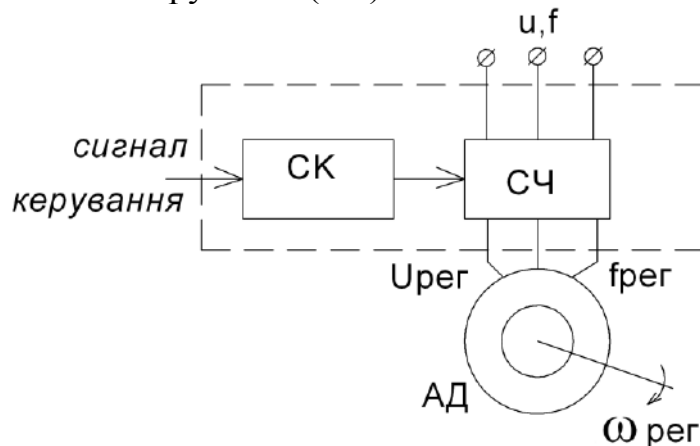 u,f
сигнал
керування
СК
СЧ
Uрег
fрег
АД
ω рег